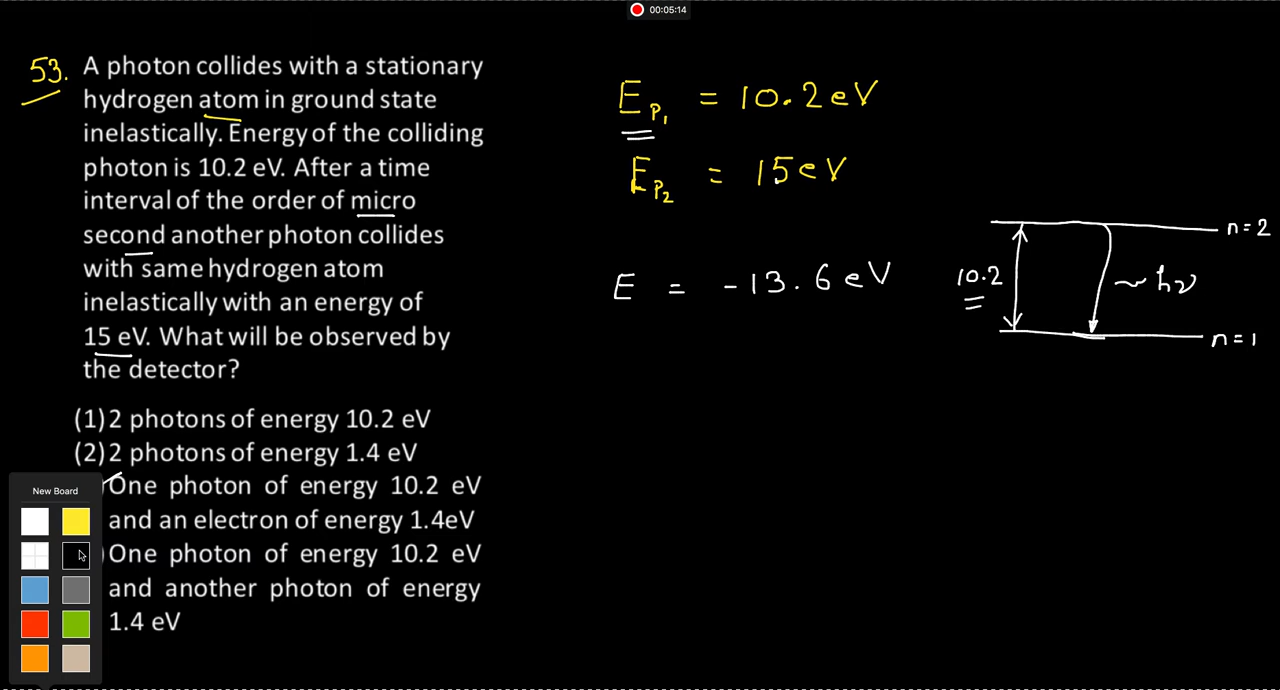 00:05:14
53.
A photon collides with a stationary
hydrogen atom in ground state
inelastically. Energy of the colliding
photon is 10.2 eV. After a time
interval of the order of micro
second another photon collides
with same hydrogen atom
inelastically with an energy of
15 eV. What will be observed by
the detector?
(1) 2 photons of energy 10.2 eV
(2) 2 photons of energy 1.4 eV
One photon of energy 10.2 eV
and an electron of energy 1.4eV
) One photon of energy 10.2 eV
and another photon of energy
1.4 eV
New Board
E_P₁ = 10.2 eV
E_P₂ = 15 eV
E = -13.6 eV
n=2
10.2
~hν
n=1